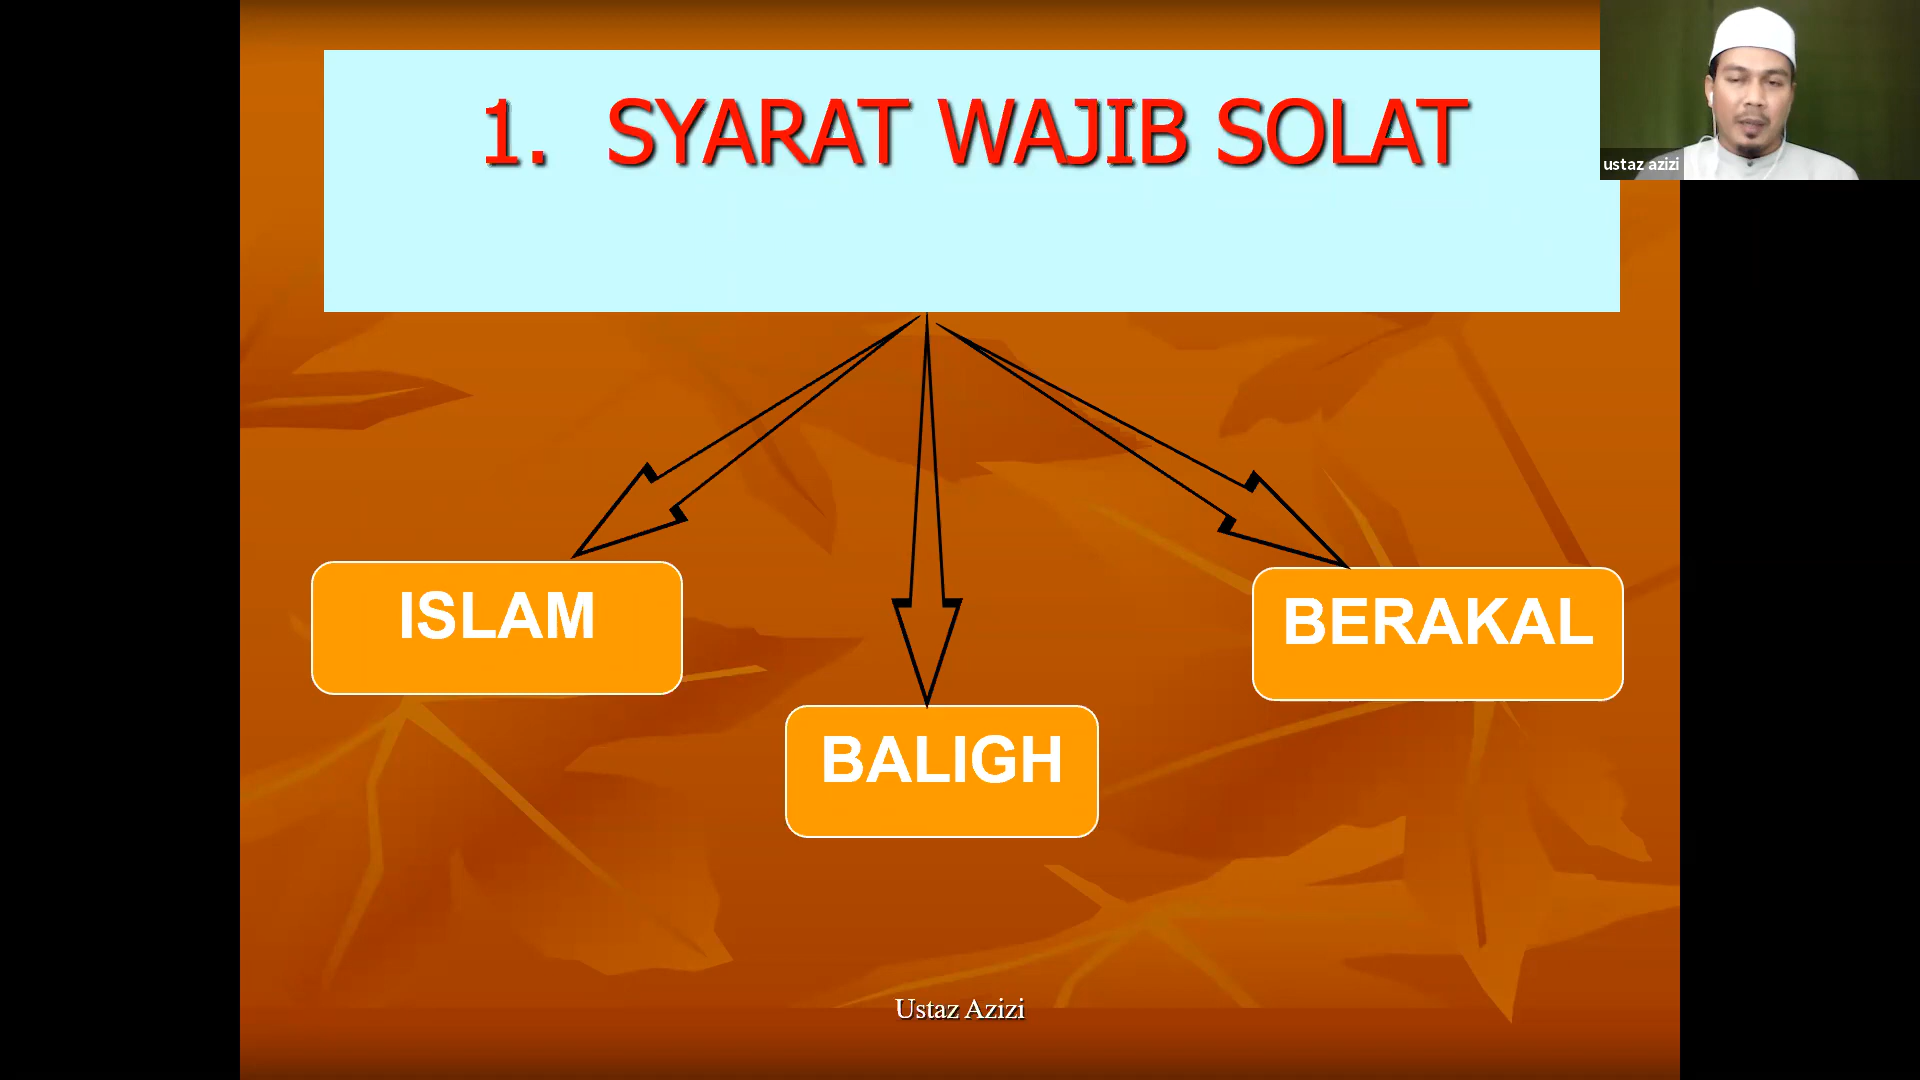 1. SYARAT WAJIB SOLAT
ustaz azizi
ISLAM
BERAKAL
BALIGH
Ustaz Azizi